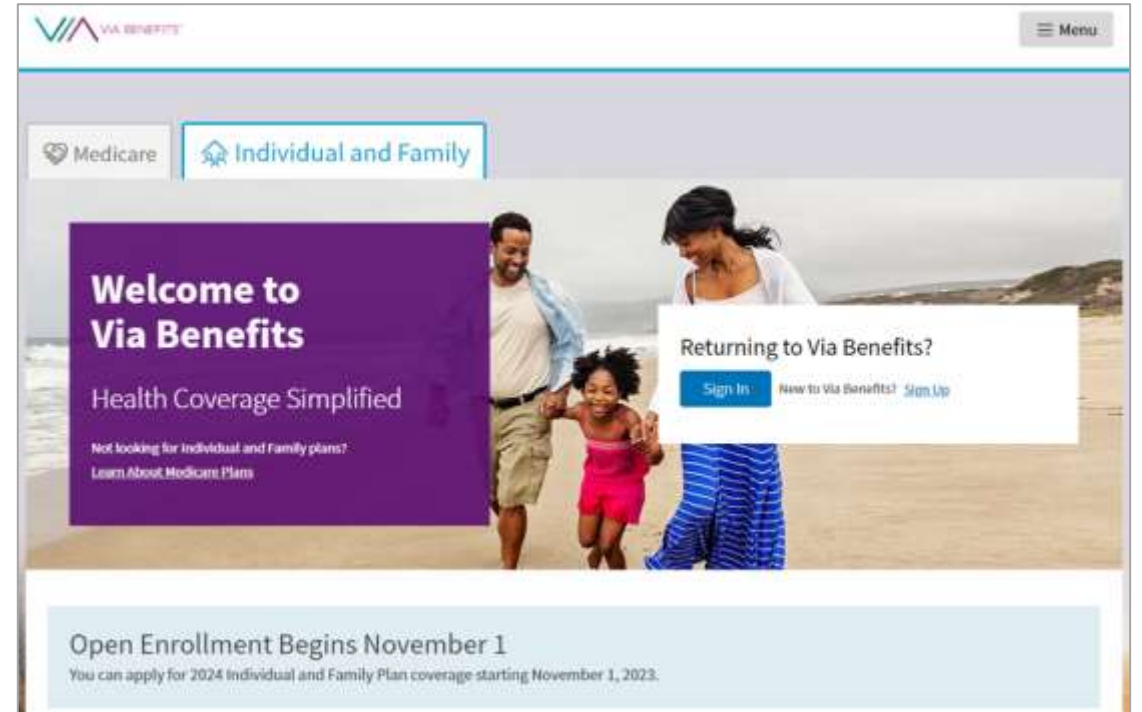 VIA BENEFITS
Menu
Medicare
Individual and Family
Welcome to
Via Benefits
Health Coverage Simplified
Not looking for Individual and Family plans?
Learn About Medicare Plans
Returning to Via Benefits?
Sign In New to Via Benefits? Sign Up
Open Enrollment Begins November 1
You can apply for 2024 Individual and Family Plan coverage starting November 1, 2023.